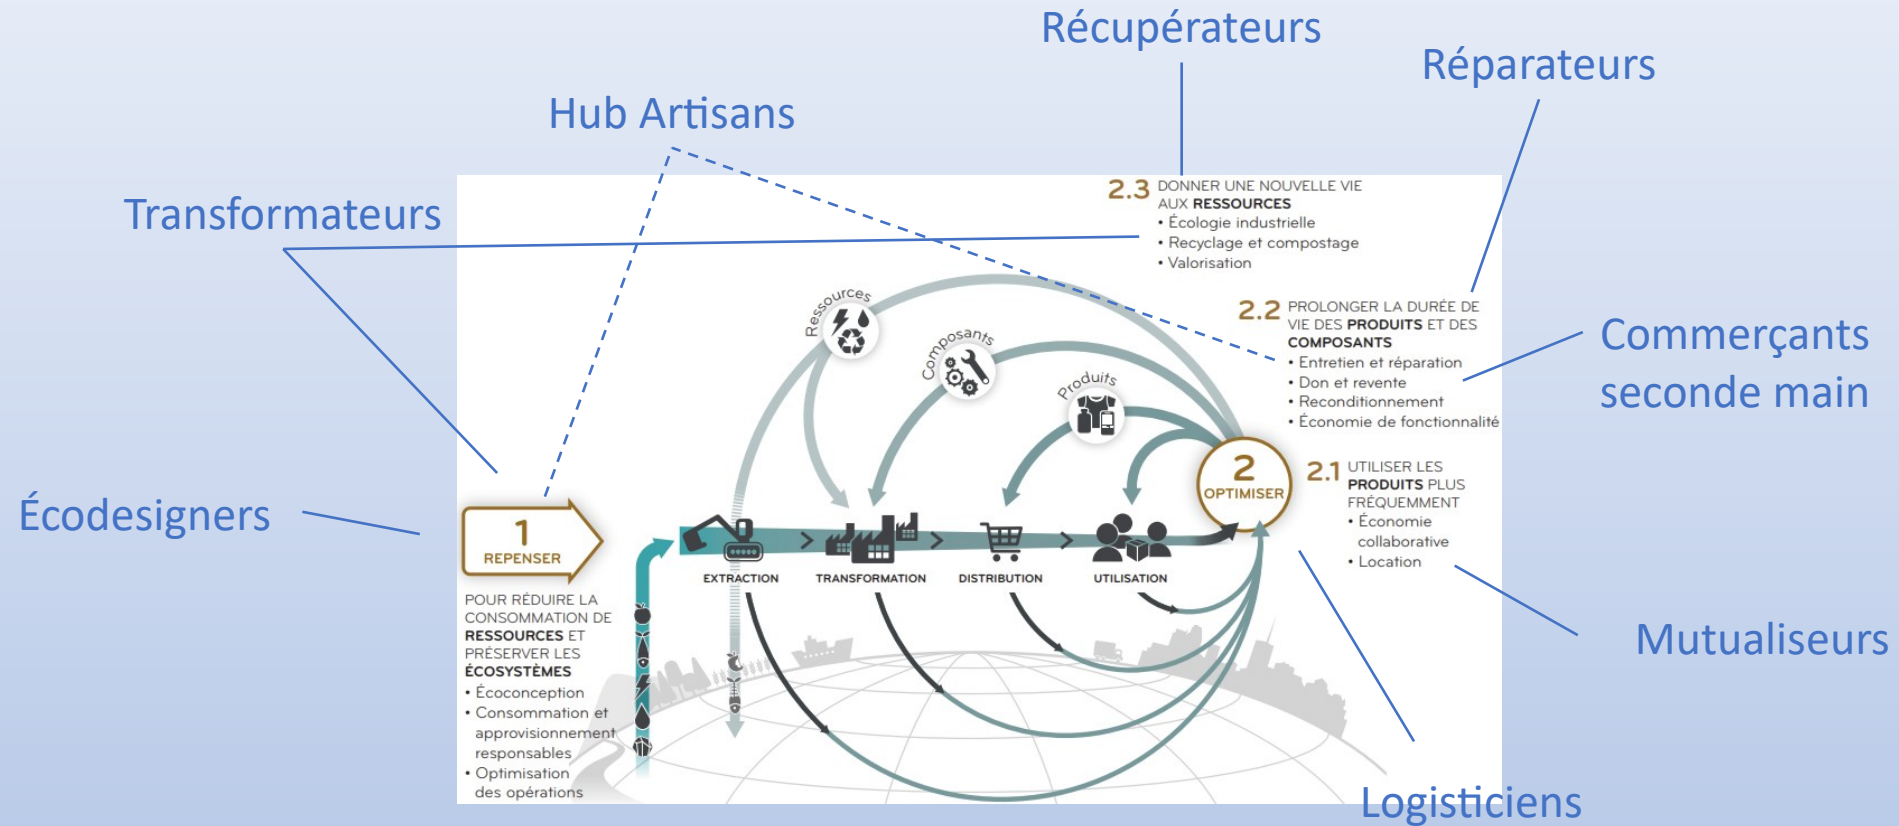 Récupérateurs
Réparateurs
Hub Artisans
Transformateurs
2.3 DONNER UNE NOUVELLE VIE
AUX RESSOURCES
• Écologie industrielle
• Recyclage et compostage
• Valorisation
Ressources
Composants
Produits
2.2 PROLONGER LA DURÉE DE
VIE DES PRODUITS ET DES
COMPOSANTS
• Entretien et réparation
• Don et revente
• Reconditionnement
• Économie de fonctionnalité
Commerçants
seconde main
2
OPTIMISER
2.1 UTILISER LES
PRODUITS PLUS
FRÉQUEMMENT
• Économie
collaborative
• Location
Écodesigners
1
REPENSER
EXTRACTION
TRANSFORMATION
DISTRIBUTION
UTILISATION
POUR RÉDUIRE LA
CONSOMMATION DE
RESSOURCES ET
PRÉSERVER LES
ÉCOSYSTÈMES
• Écoconception
• Consommation et
approvisionnement
responsables
• Optimisation
des opérations
Mutualiseurs
Logisticiens